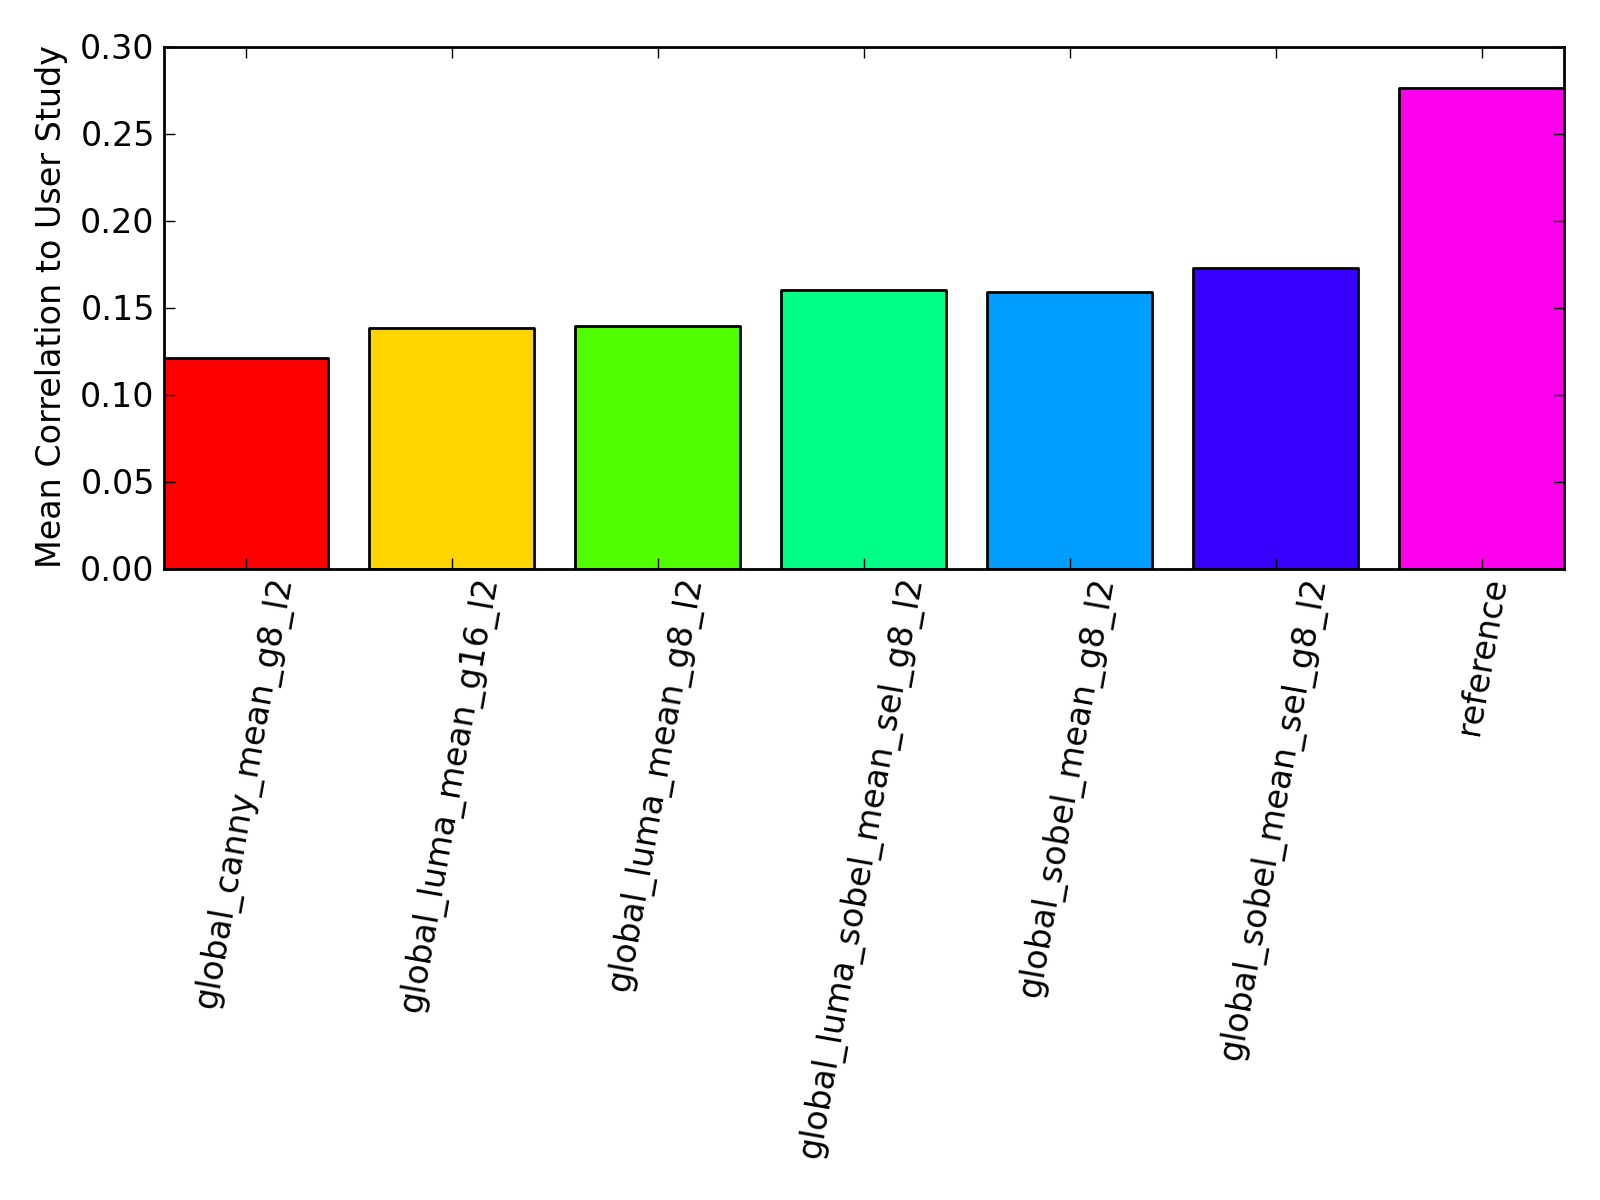 Mean Correlation to User Study
0.30
0.25
0.20
0.15
0.10
0.05
0.00
global_canny_mean_g8_l2
global_luma_mean_g16_l2
global_luma_mean_g8_l2
global_luma_sobel_mean_sel_g8_l2
global_sobel_mean_g8_l2
global_sobel_mean_sel_g8_l2
reference